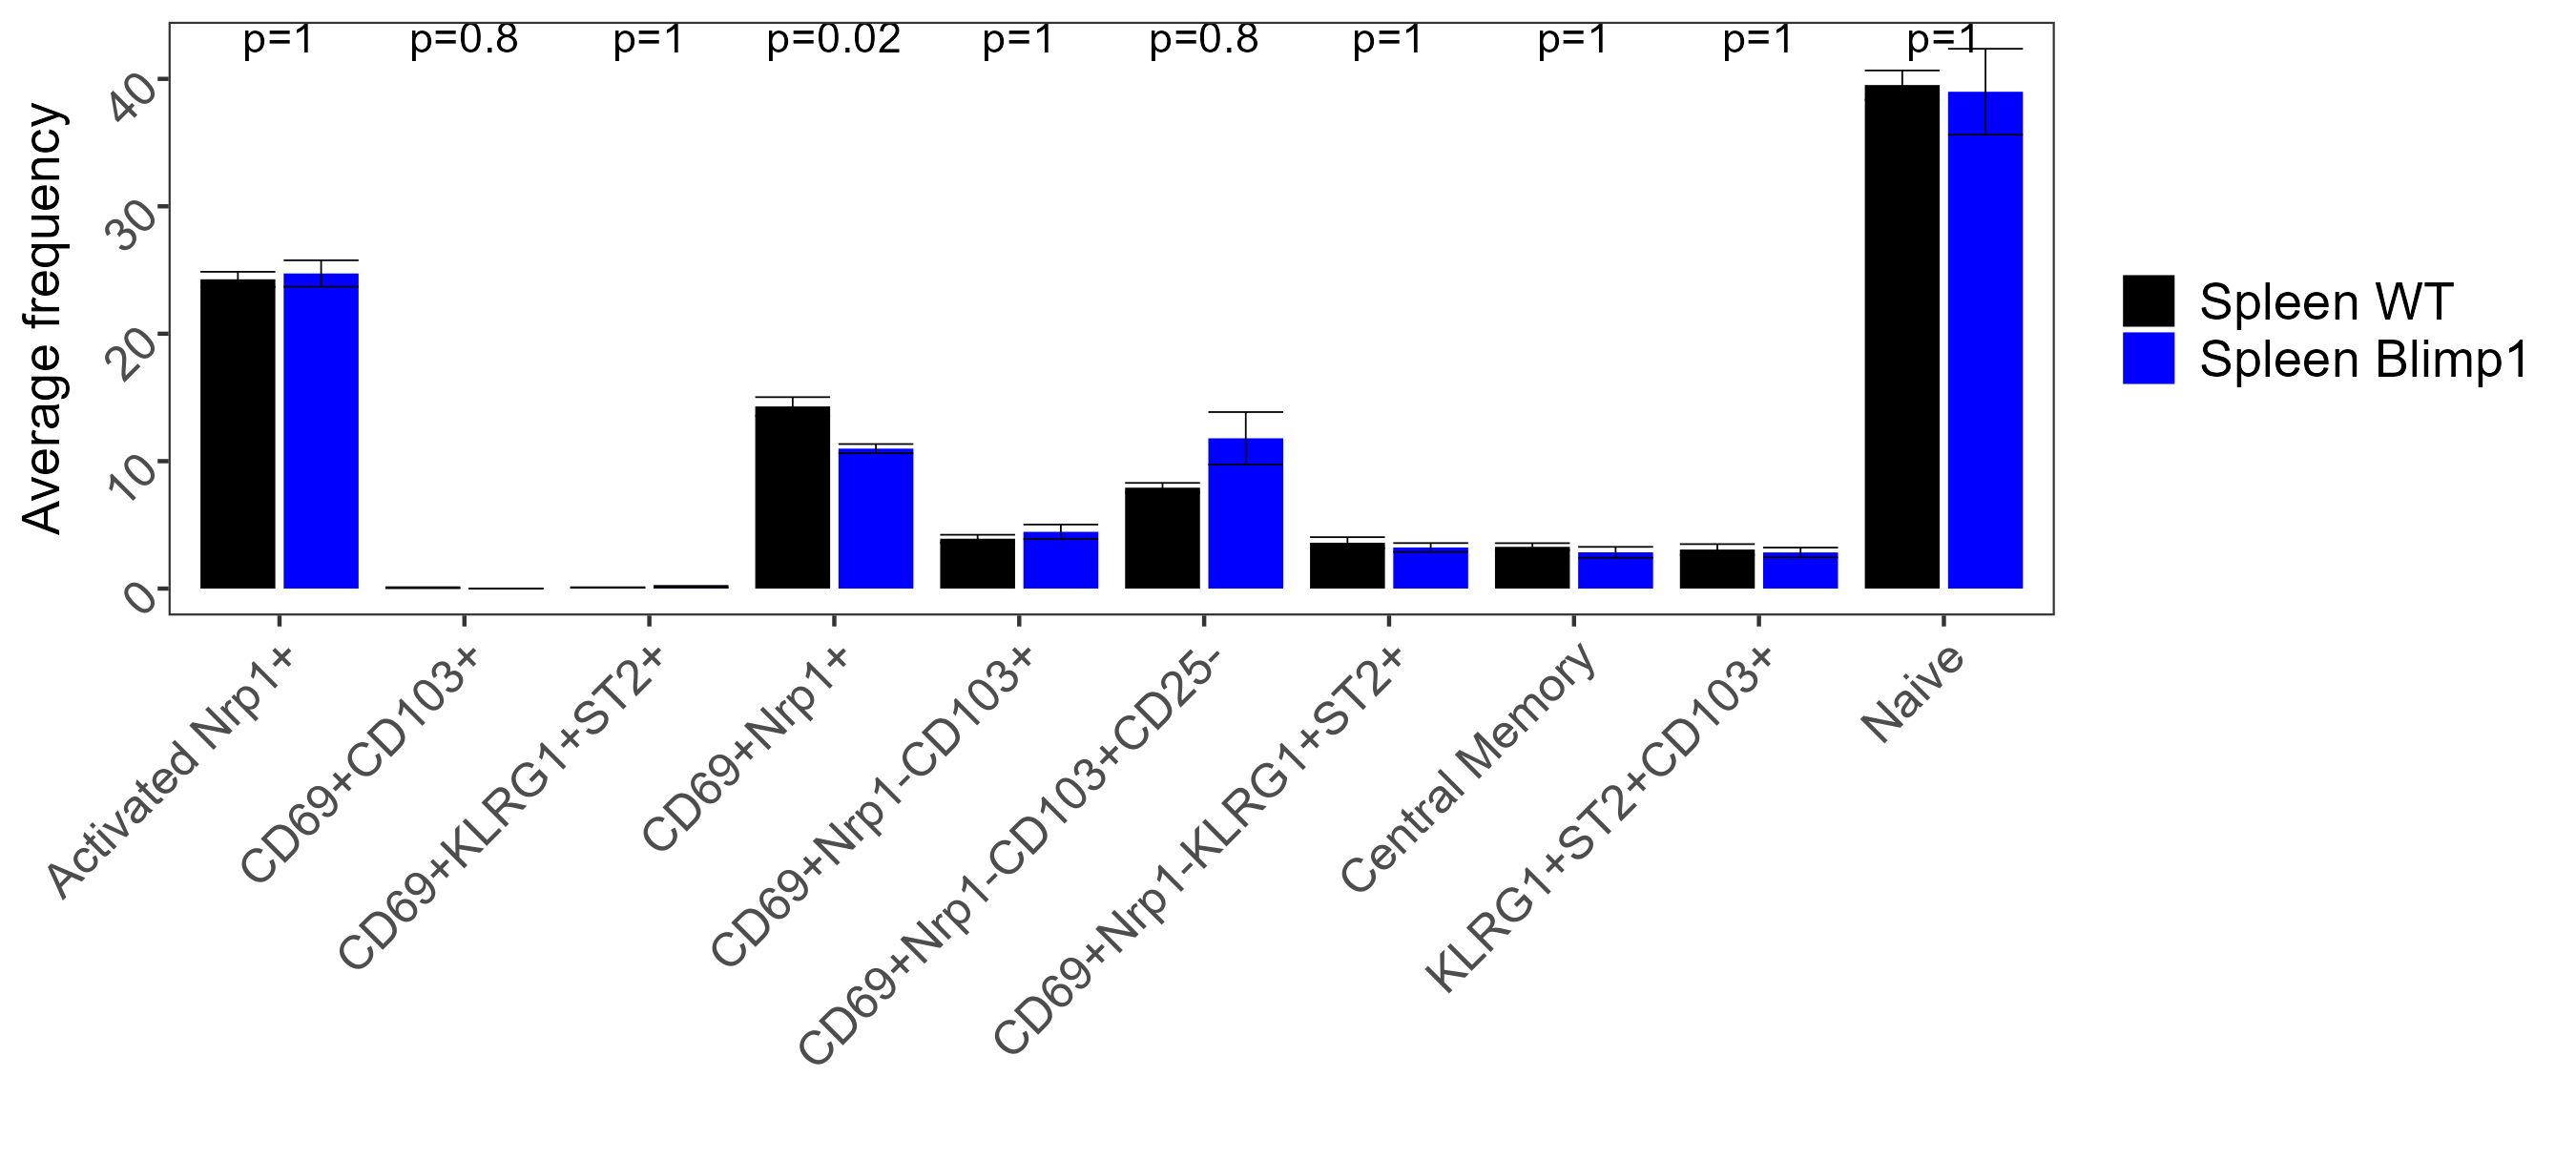 p=1
p=0.8
p=1
p=0.02
p=1
p=0.8
p=1
p=1
p=1
p=1
Average frequency
40
30
20
10
0
Spleen WT
Spleen Blimp1
Activated Nrp1+
CD69+CD103+
CD69+KLRG1+ST2+
CD69+Nrp1+
CD69+Nrp1-CD103+
CD69+Nrp1-CD103+CD25-
CD69+Nrp1-KLRG1+ST2+
Central Memory
KLRG1+ST2+CD103+
Naive